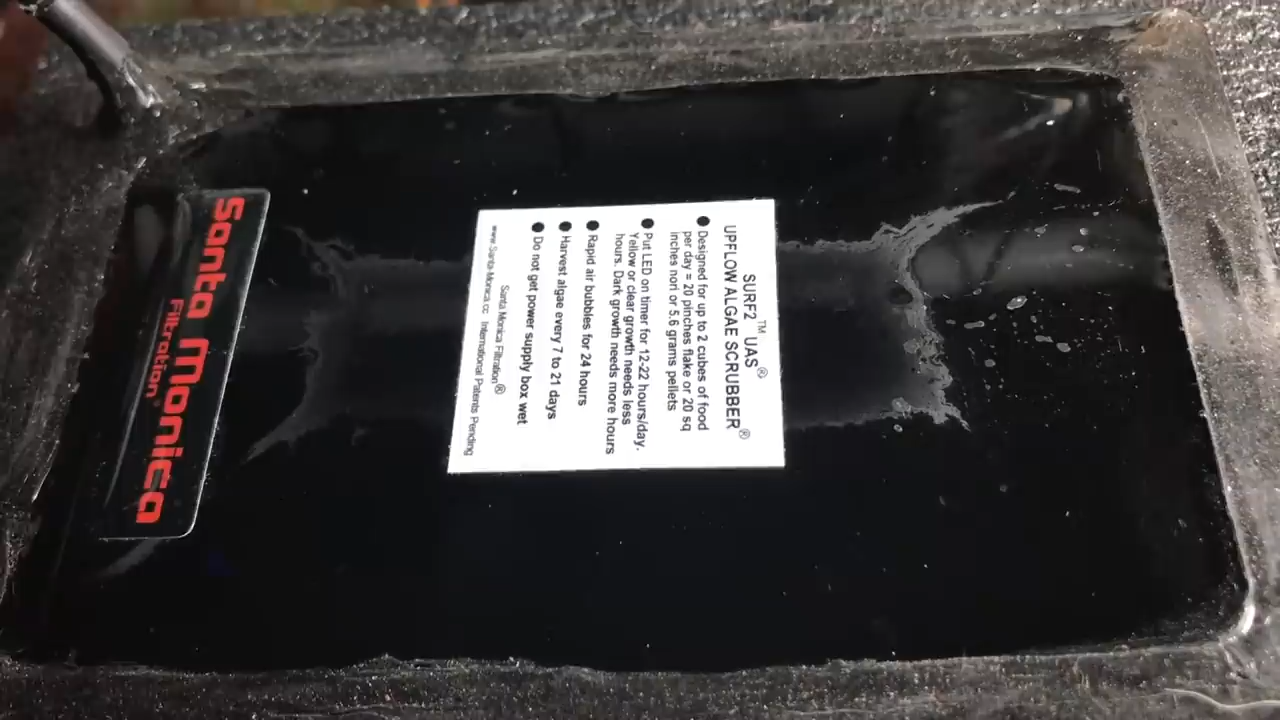 SURF2™ UAS®
UPFLOW ALGAE SCRUBBER®
● Designed for up to 2 cubes of food
per day = 20 pinches flake or 20 sq
inches nori or 5.6 grams pellets
● Put LED on timer for 12-22 hours/day.
Yellow or clear growth needs less
hours. Dark growth needs more hours
● Rapid air bubbles for 24 hours
● Harvest algae every 7 to 21 days
● Do not get power supply box wet
Santa Monica Filtration®
www.Santa-Monica.cc International Patents Pending
Santa Monica
Filtration®